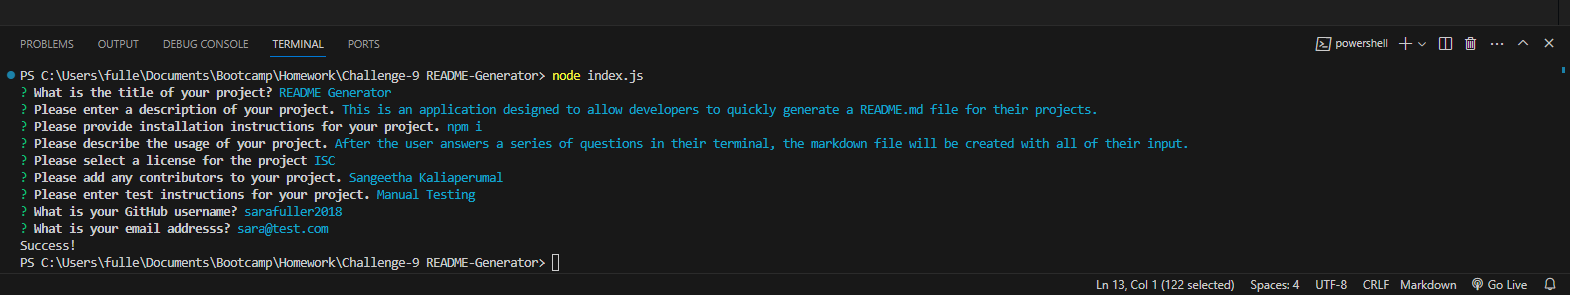 PROBLEMS OUTPUT DEBUG CONSOLE TERMINAL PORTS powershell
PS C:\Users\fulle\Documents\Bootcamp\Homework\Challenge-9 README-Generator> node index.js
? What is the title of your project? README Generator
? Please enter a description of your project. This is an application designed to allow developers to quickly generate a README.md file for their projects.
? Please provide installation instructions for your project. npm i
? Please describe the usage of your project. After the user answers a series of questions in their terminal, the markdown file will be created with all of their input.
? Please select a license for the project ISC
? Please add any contributors to your project. Sangeetha Kaliaperumal
? Please enter test instructions for your project. Manual Testing
? What is your GitHub username? sarafuller2018
? What is your email addresss? sara@test.com
Success!
PS C:\Users\fulle\Documents\Bootcamp\Homework\Challenge-9 README-Generator>
Ln 13, Col 1 (122 selected) Spaces: 4 UTF-8 CRLF Markdown Go Live